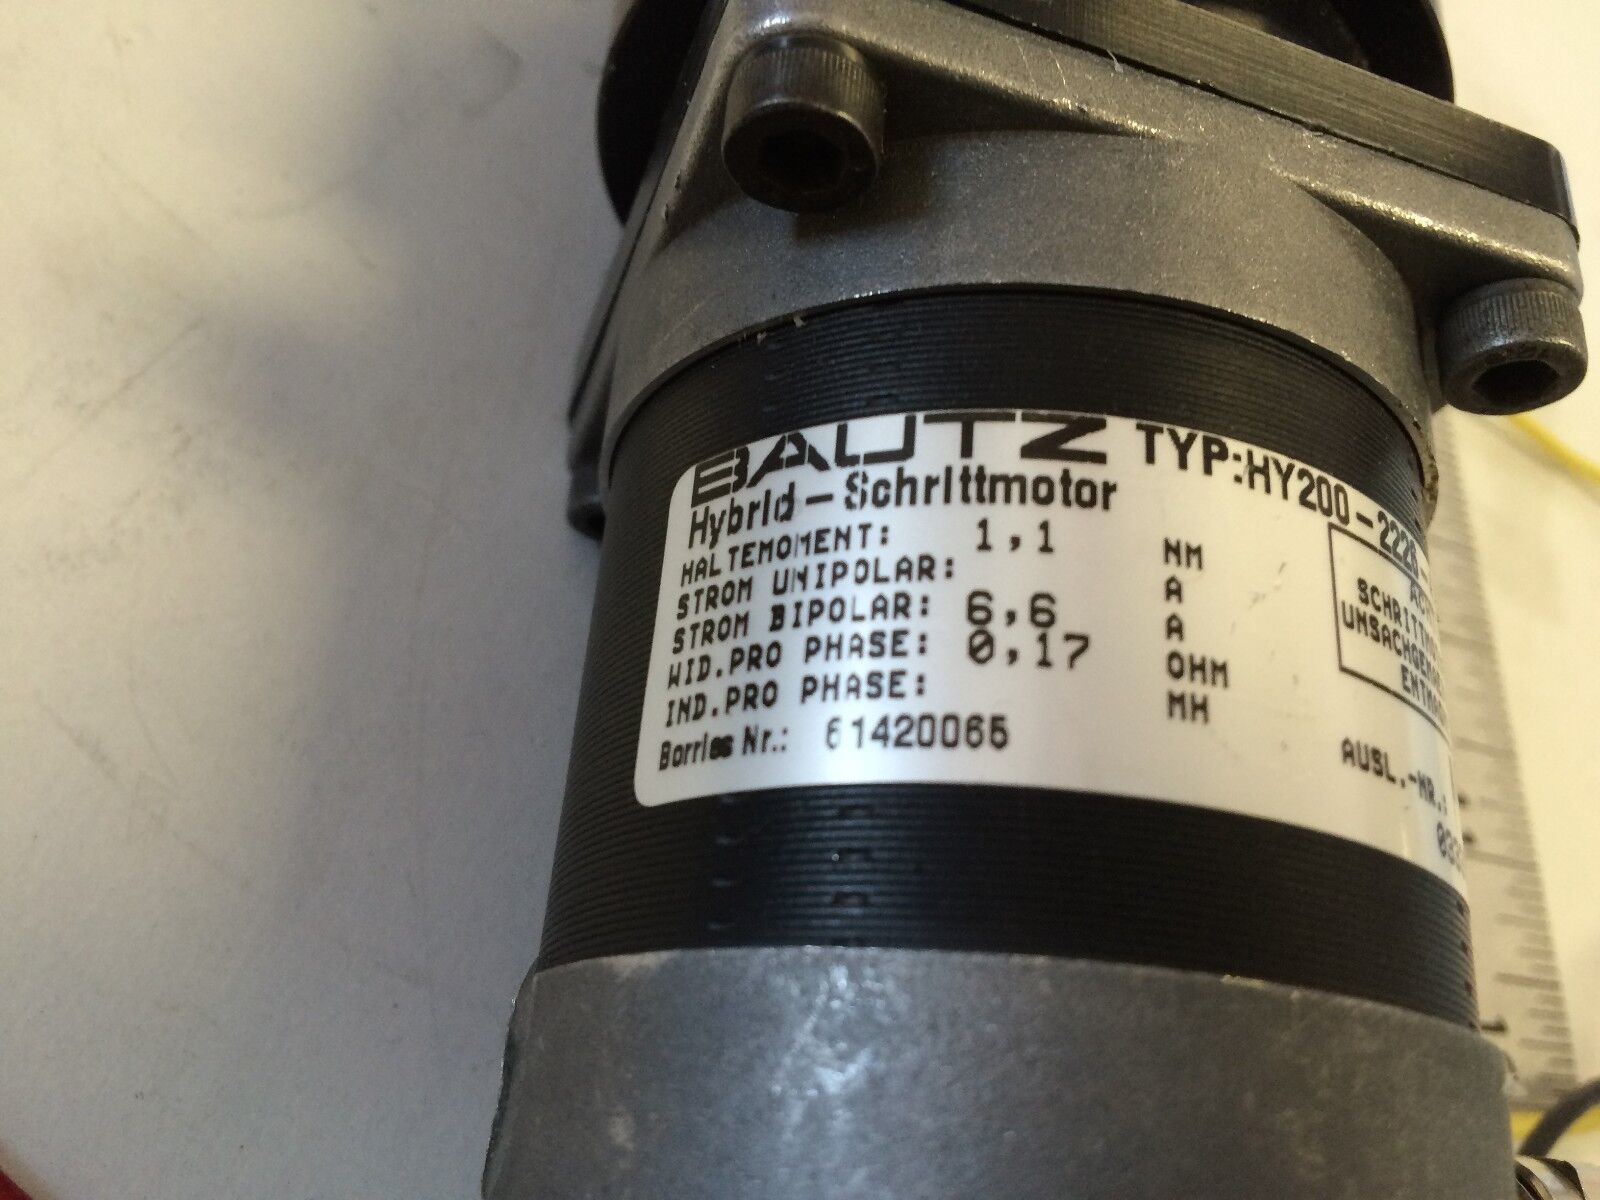 BAUTZ TYP:HY200-222
Hybrid-Schrittmotor
HALTEMOMENT: 1,1 NM
STROM UNIPOLAR: A
STROM BIPOLAR: 6,6 A
WID.PRO PHASE: 0,17 OHM
IND.PRO PHASE: MH
Borries Nr.: 61420065
AUSL.-NR.: